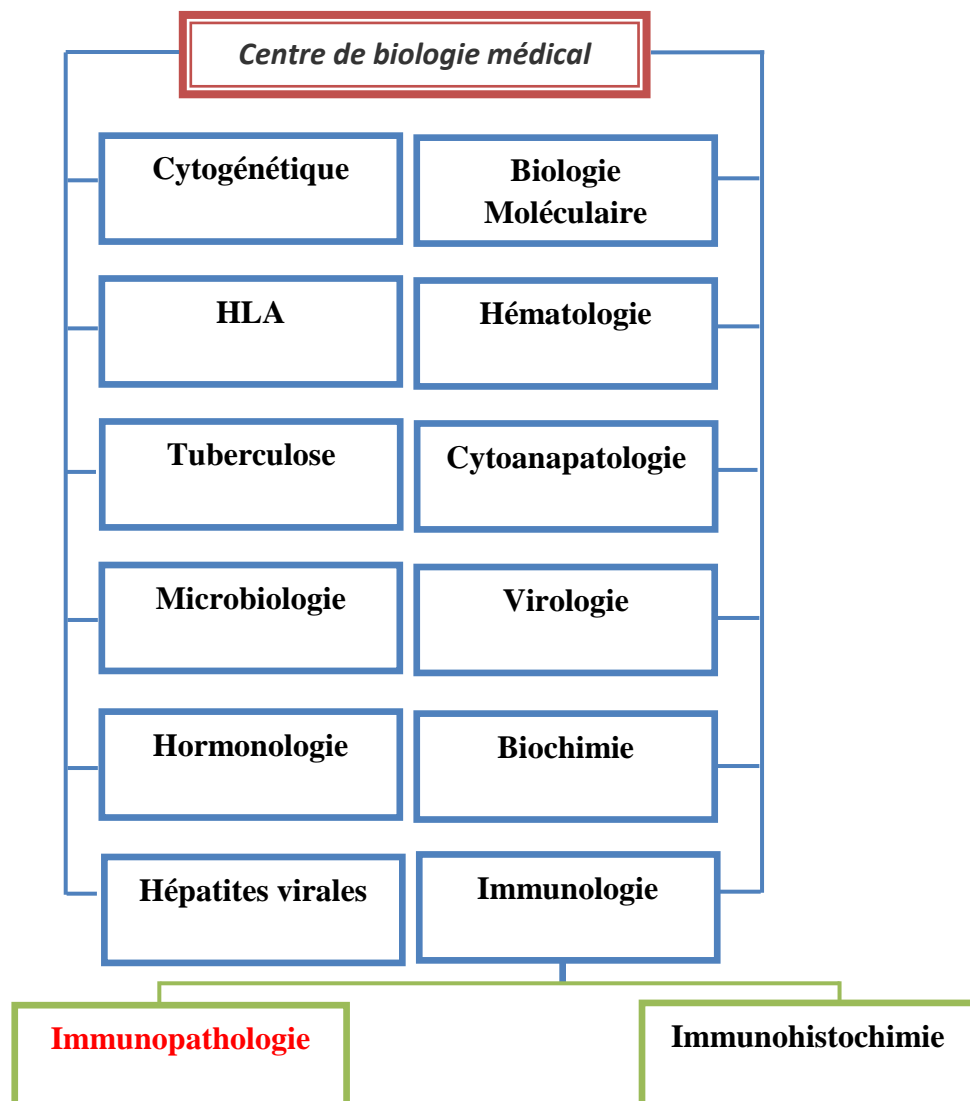 Centre de biologie médical
Cytogénétique
Biologie
Moléculaire
HLA
Hématologie
Tuberculose
Cytoanapatologie
Microbiologie
Virologie
Hormonologie
Biochimie
Hépatites virales
Immunologie
Immunopathologie
Immunohistochimie